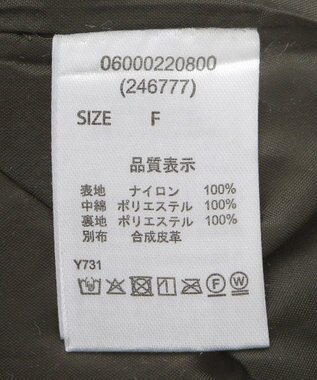 06000220800
(246777)
SIZE F
品質表示
表地 ナイロン 100%
中綿 ポリエステル 100%
裏地 ポリエステル 100%
別布 合成皮革
Y731
F W